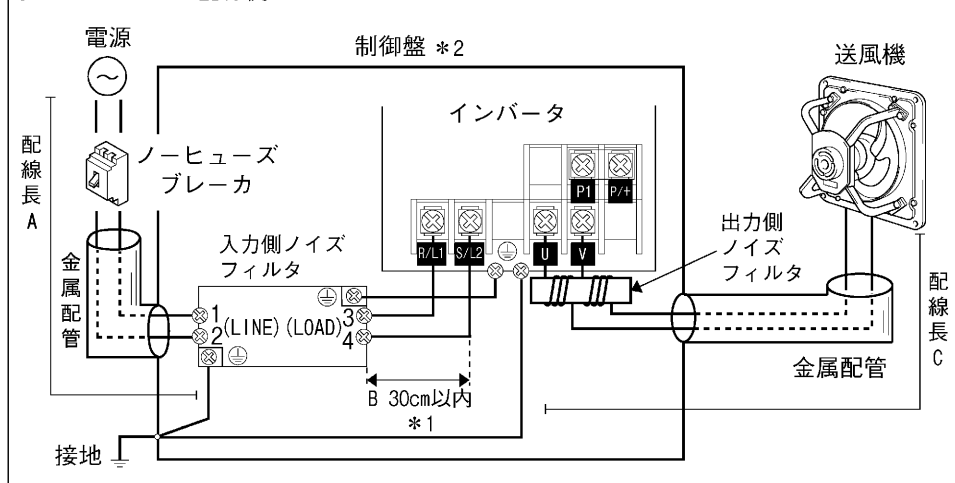 電源
制御盤 *2
送風機
インバータ
配線長A
ノーヒューズ
ブレーカ
P1
P/+
出力側
ノイズ
フィルタ
入力側ノイズ
フィルタ
R/L1
S/L2
U
V
金属配管
1
2
(LINE)
(LOAD)
3
4
配線長C
金属配管
B 30cm以内
*1
接地